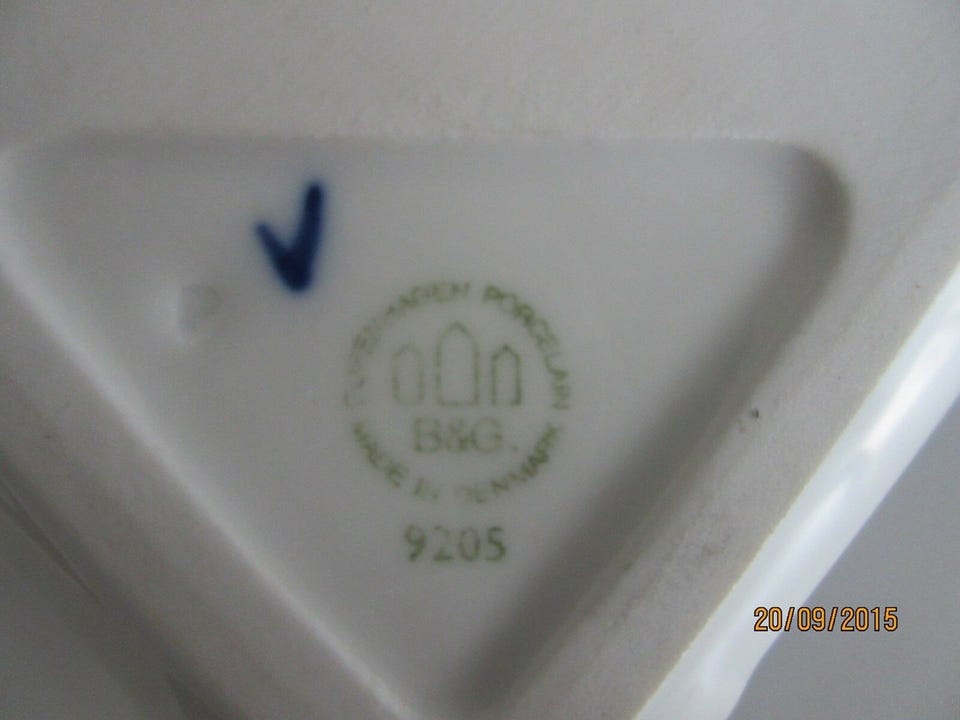 COPENHAGEN PORCELAIN
B&G.
MADE IN DENMARK
9205
20/09/2015